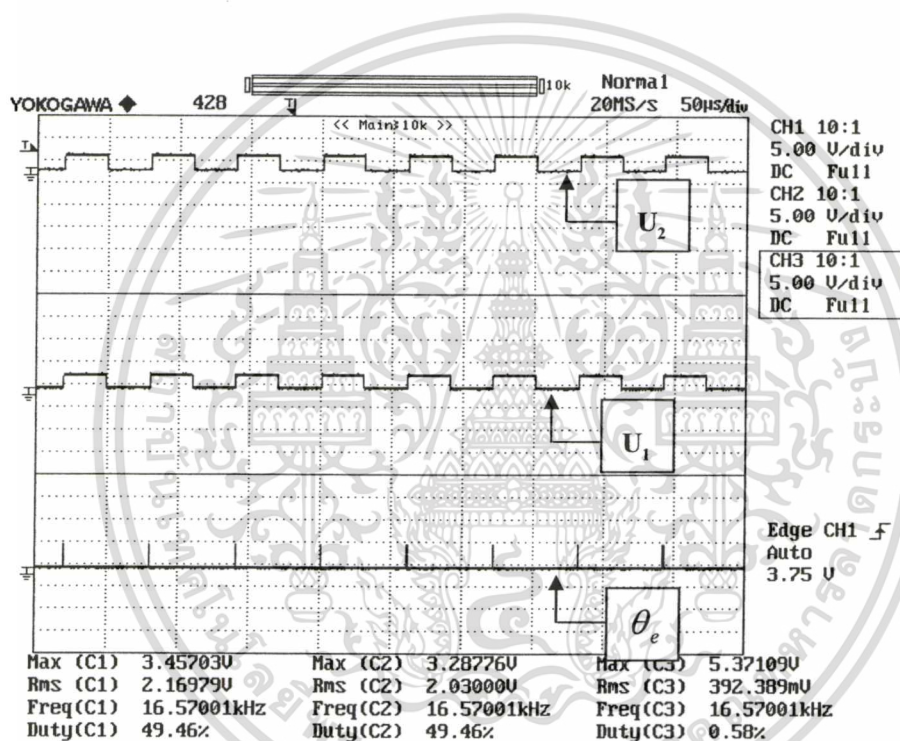 10k Normal
YOKOGAWA ◆ 428 20MS/s 50µs/div
<< Main:10k >>
CH1 10:1
5.00 V/div
DC Full
CH2 10:1
5.00 V/div
DC Full
CH3 10:1
5.00 V/div
DC Full
U₂
U₁
Edge CH1
Auto
3.75 V
θₑ
Max (C1) 3.45703V Max (C2) 3.28776V Max (C3) 5.37109V
Rms (C1) 2.16979V Rms (C2) 2.03000V Rms (C3) 392.389mV
Freq(C1) 16.57001kHz Freq(C2) 16.57001kHz Freq(C3) 16.57001kHz
Duty(C1) 49.46% Duty(C2) 49.46% Duty(C3) 0.58%